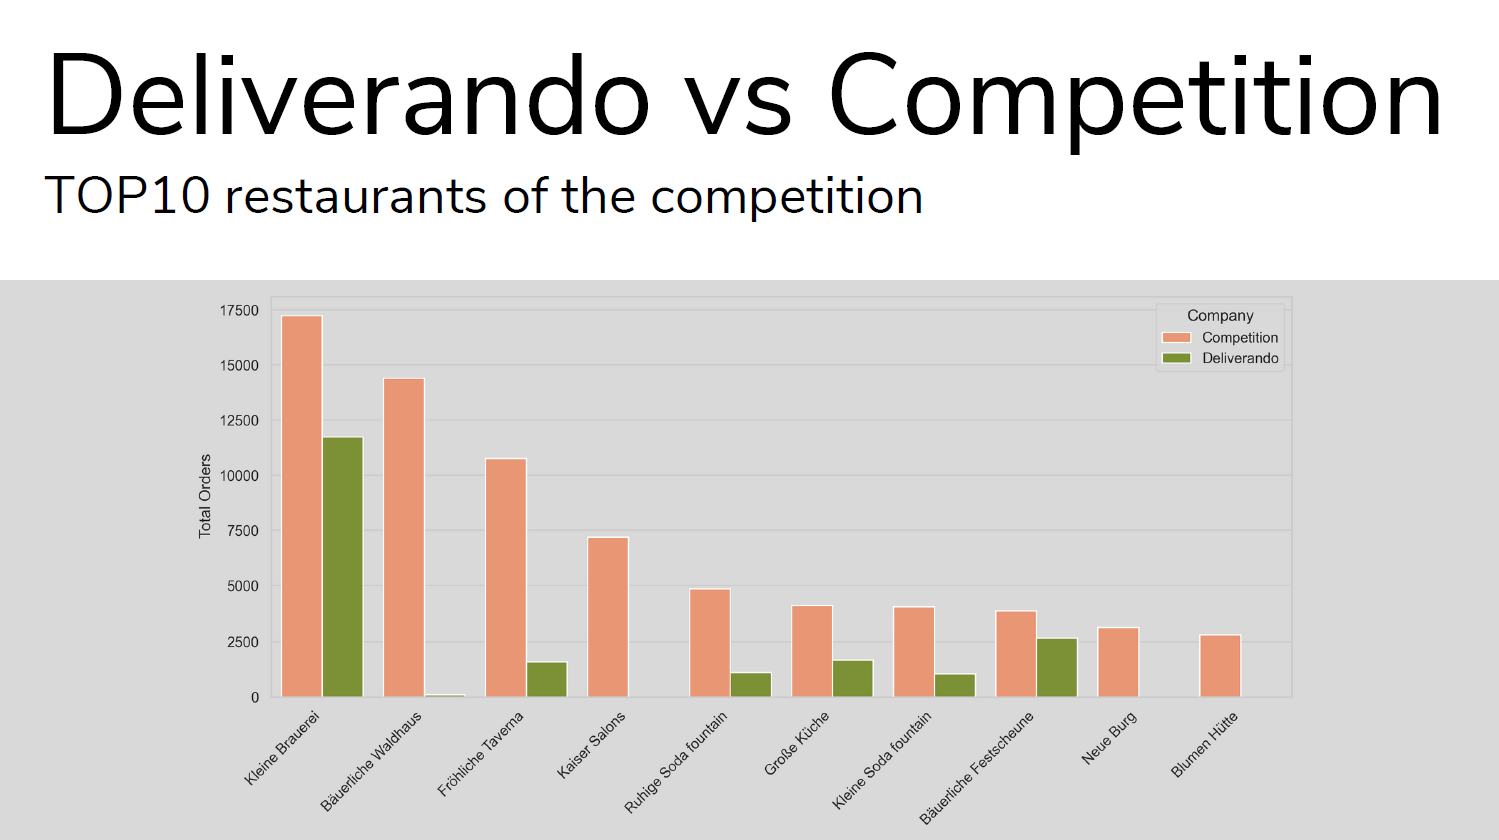 Deliverando vs Competition
TOP10 restaurants of the competition
Company
Competition
Deliverando
Total Orders
17500
15000
12500
10000
7500
5000
2500
0
Kleine Brauerei
Bäuerliche Waldhaus
Fröhliche Taverna
Kaiser Salons
Ruhige Soda fountain
Große Küche
Kleine Soda fountain
Bäuerliche Festscheune
Neue Burg
Blumen Hütte